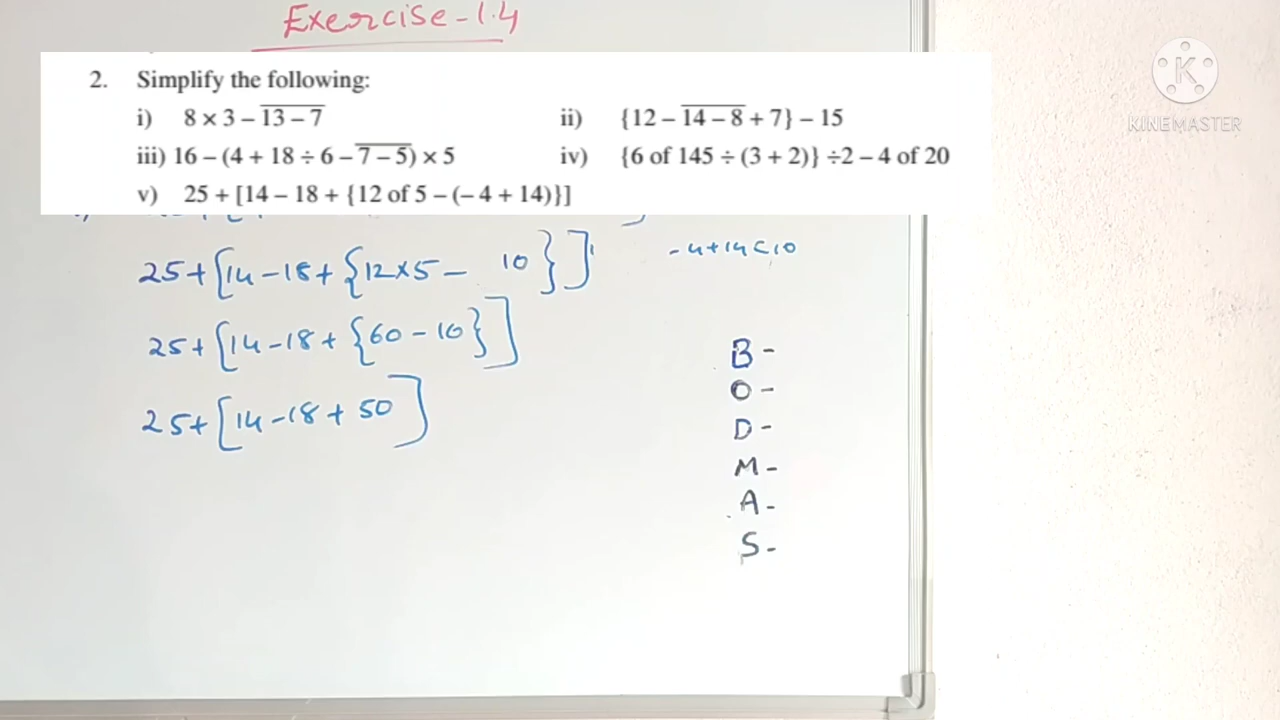 Exercise-1.4
2. Simplify the following:
i) 8 × 3 – 13 – 7
ii) {12 – 14 – 8 + 7} – 15
iii) 16 – (4 + 18 ÷ 6 – 7 – 5) × 5
iv) {6 of 145 ÷ (3 + 2)} ÷2 – 4 of 20
v) 25 + [14 – 18 + {12 of 5 – (– 4 + 14)}]
25+[14-18+{12×5- 10}]
-4+14=10
25+[14-18+{60-10}]
25+[14-18+50]
B-
O-
D-
M-
A-
S-
K
KINEMASTER